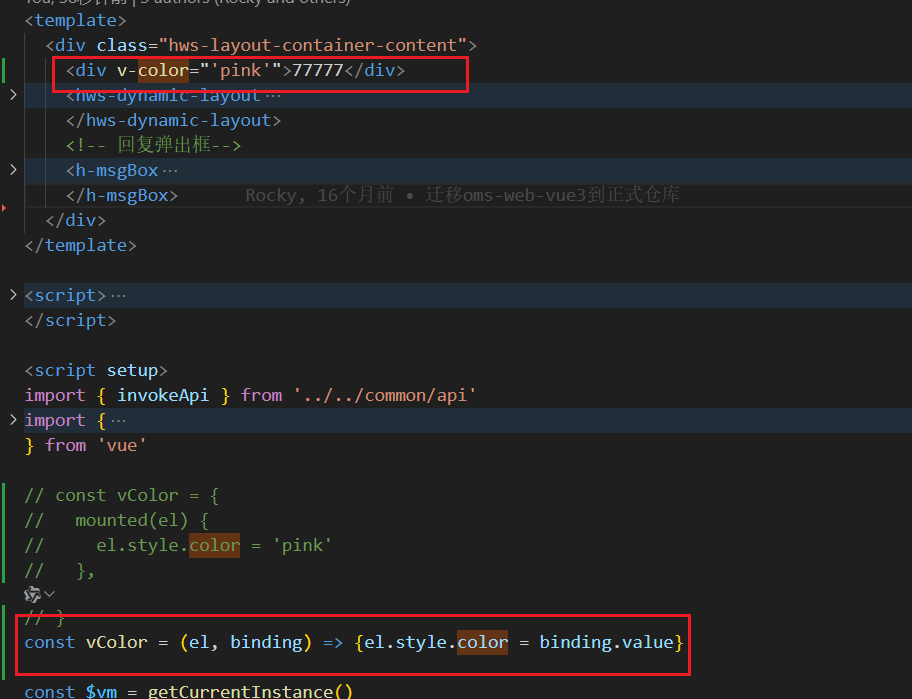 You, 50秒钟前 | 3 authors (Rocky and others)
<template>
<div class="hws-layout-container-content">
<div v-color="'pink'">77777</div>
<hws-dynamic-layout ···
</hws-dynamic-layout>
<!-- 回复弹出框-->
<h-msgBox ···
</h-msgBox> Rocky, 16个月前 • 迁移oms-web-vue3到正式仓库
</div>
</template>
<script> ···
</script>
<script setup>
import { invokeApi } from '../../common/api'
import { ···
} from 'vue'
// const vColor = {
//   mounted(el) {
//     el.style.color = 'pink'
//   },
// }
const vColor = (el, binding) => {el.style.color = binding.value}
const $vm = getCurrentInstance()